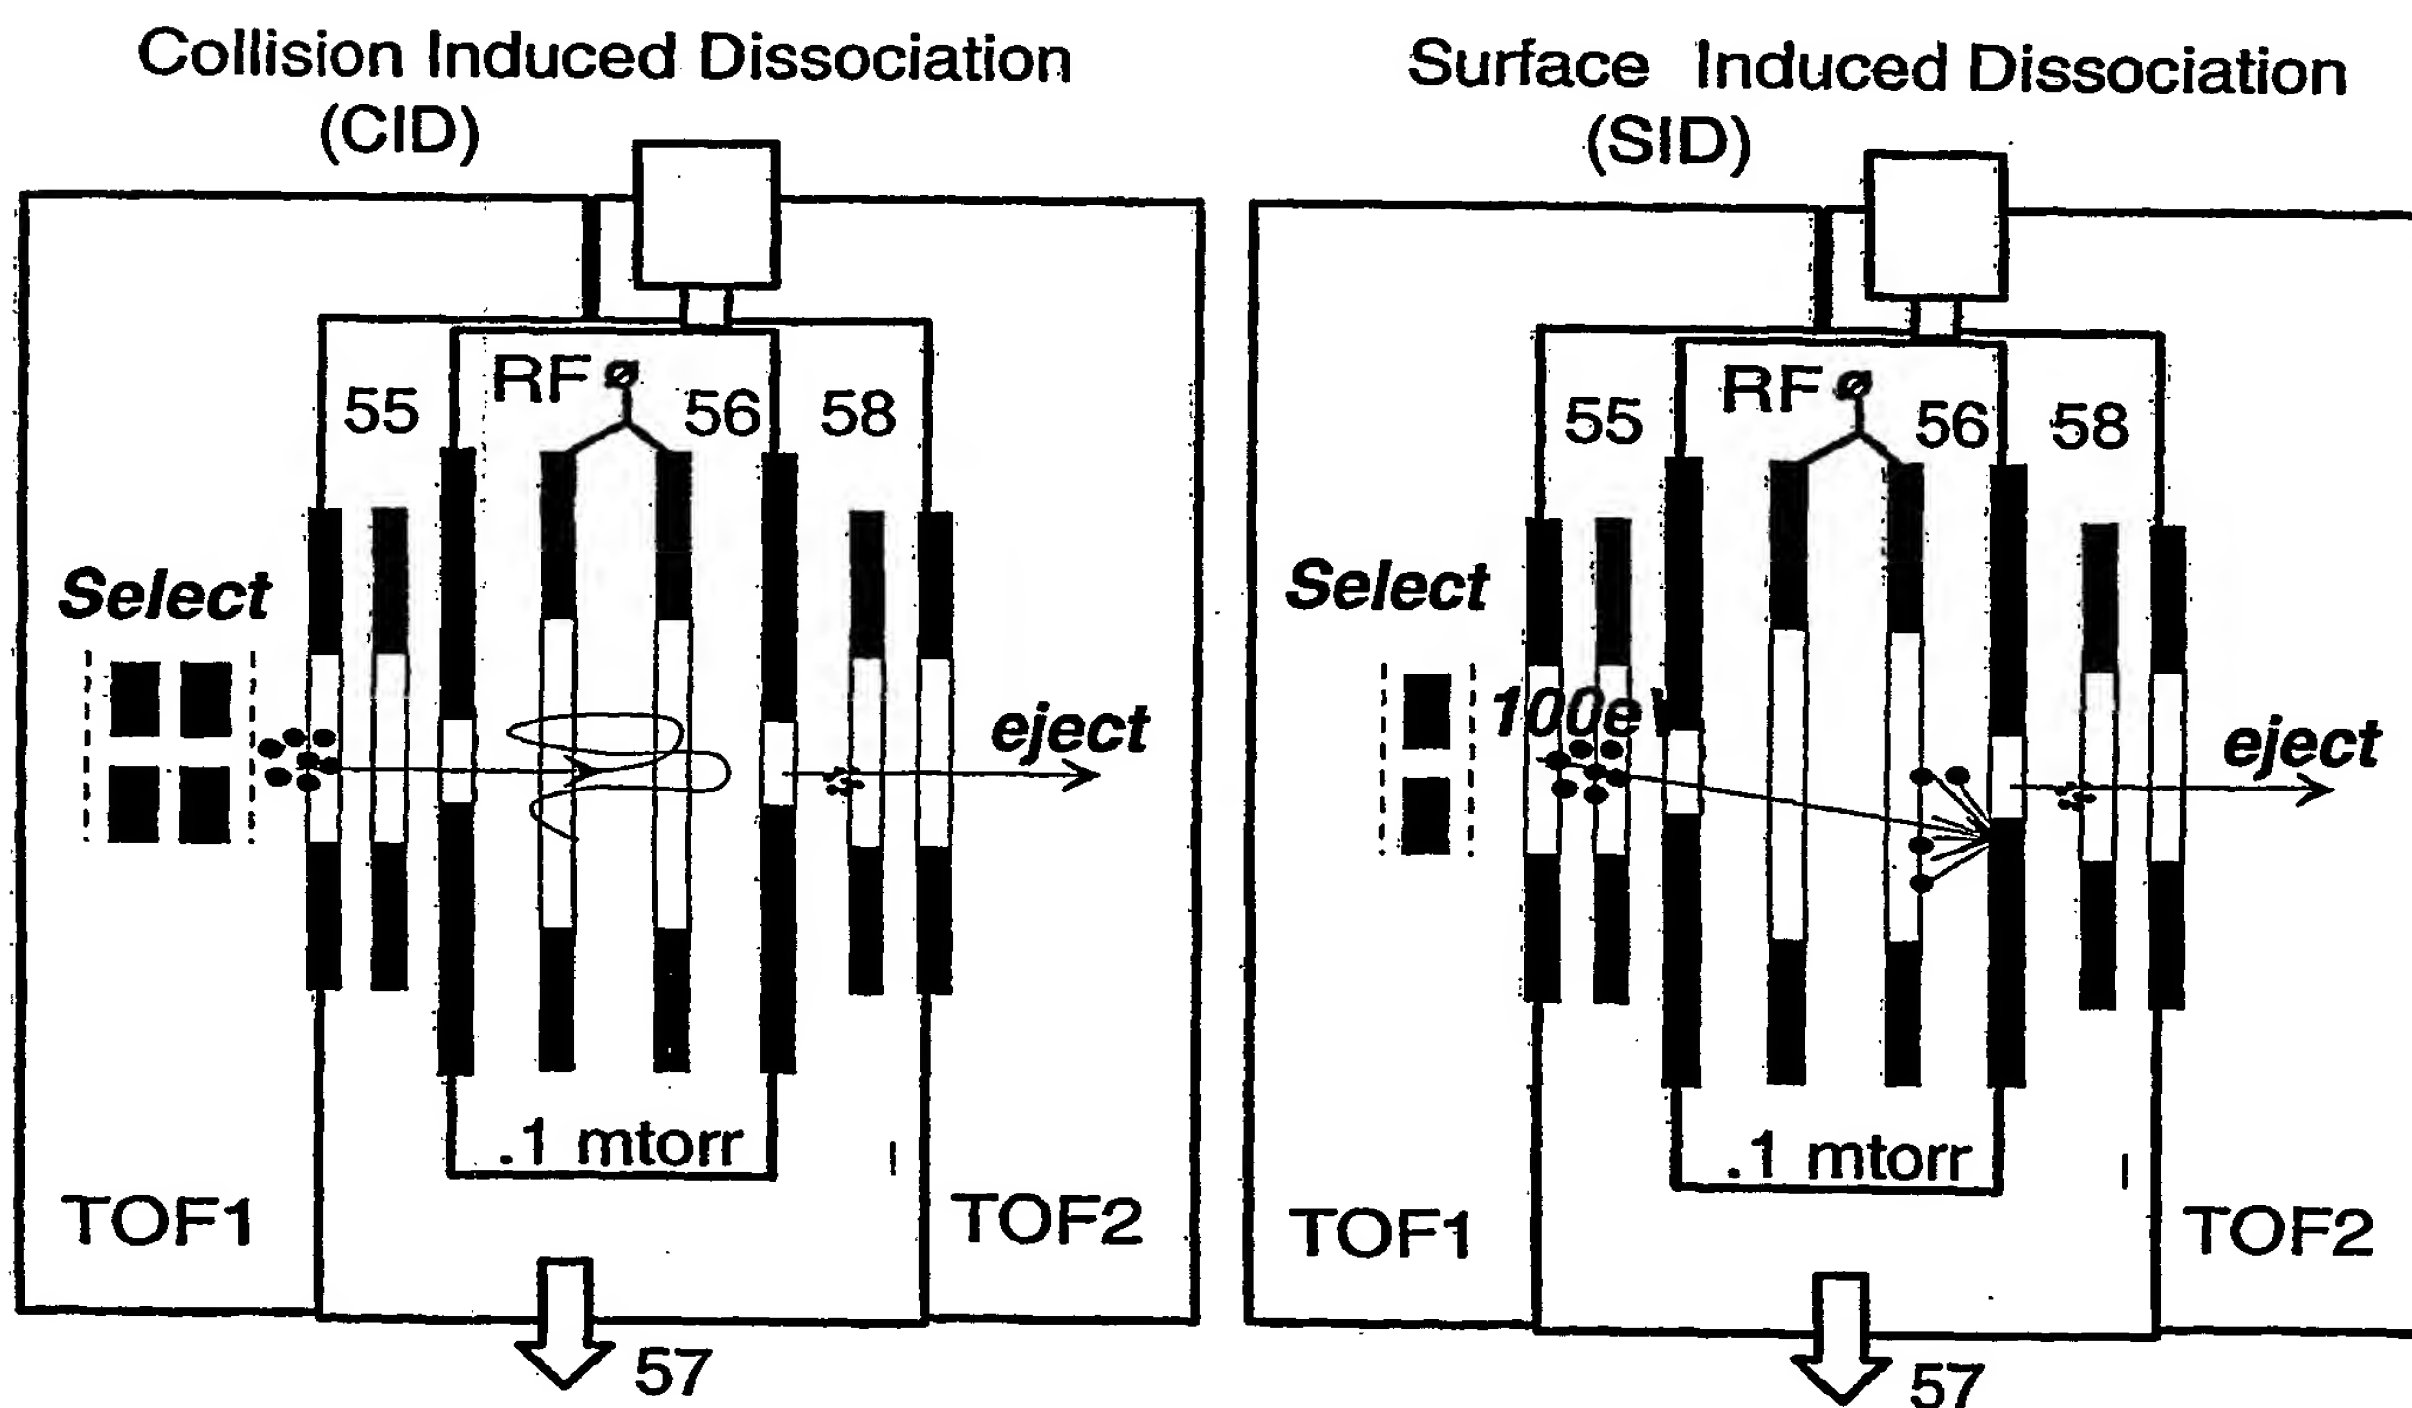 Collision Induced Dissociation
(CID)
RF
55
56
58
Select
eject
.1 mtorr
TOF1
TOF2
57
Surface Induced Dissociation
(SID)
RF
55
56
58
Select
100e
eject
.1 mtorr
TOF1
TOF2
57